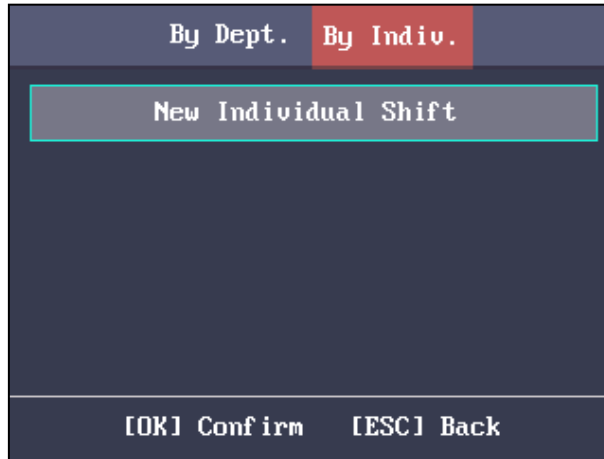 By Dept. By Indiv.
New Individual Shift
[OK] Confirm [ESC] Back